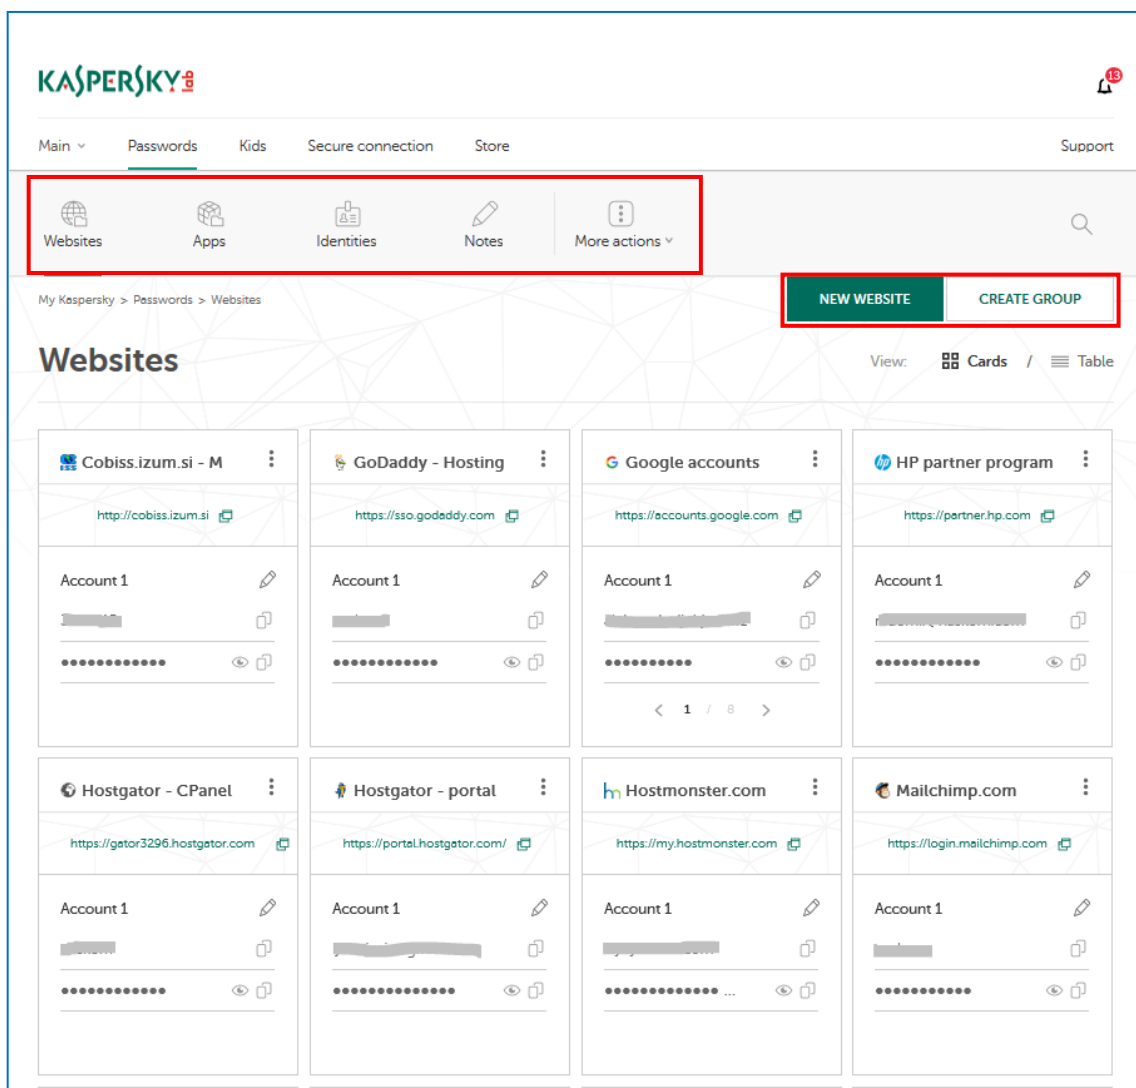 KASPERSKY lab
13
Main Passwords Kids Secure connection Store Support
Websites Apps Identities Notes More actions
My Kaspersky > Passwords > Websites
NEW WEBSITE CREATE GROUP
Websites
View: Cards / Table
Cobiss.izum.si - M GoDaddy - Hosting Google accounts HP partner program
http://cobiss.izum.si https://sso.godaddy.com https://accounts.google.com https://partner.hp.com
Account 1 Account 1 Account 1 Account 1
•••••••••••• •••••••••••• •••••••••• ••••••••••••
< 1 / 8 >
Hostgator - CPanel Hostgator - portal Hostmonster.com Mailchimp.com
https://gator3296.hostgator.com https://portal.hostgator.com/ https://my.hostmonster.com https://login.mailchimp.com
Account 1 Account 1 Account 1 Account 1
•••••••••••• •••••••••••••• ••••••••••••• ... •••••••••••